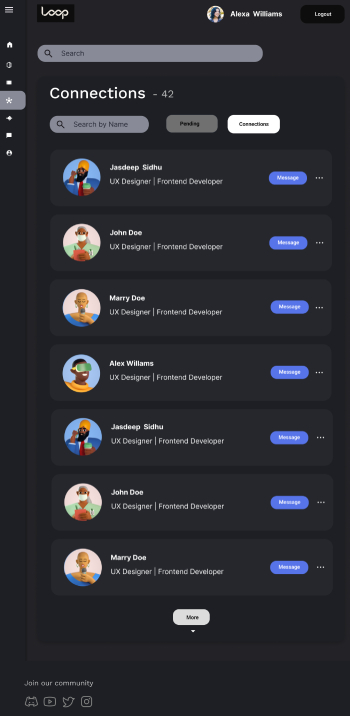 Loop
Alexa Williams
Logout
Search
Connections - 42
Search by Name
Pending
Connections
Jasdeep Sidhu
UX Designer | Frontend Developer
Message
John Doe
UX Designer | Frontend Developer
Message
Marry Doe
UX Designer | Frontend Developer
Message
Alex Willams
UX Designer | Frontend Developer
Message
Jasdeep Sidhu
UX Designer | Frontend Developer
Message
John Doe
UX Designer | Frontend Developer
Message
Marry Doe
UX Designer | Frontend Developer
Message
More
Join our community